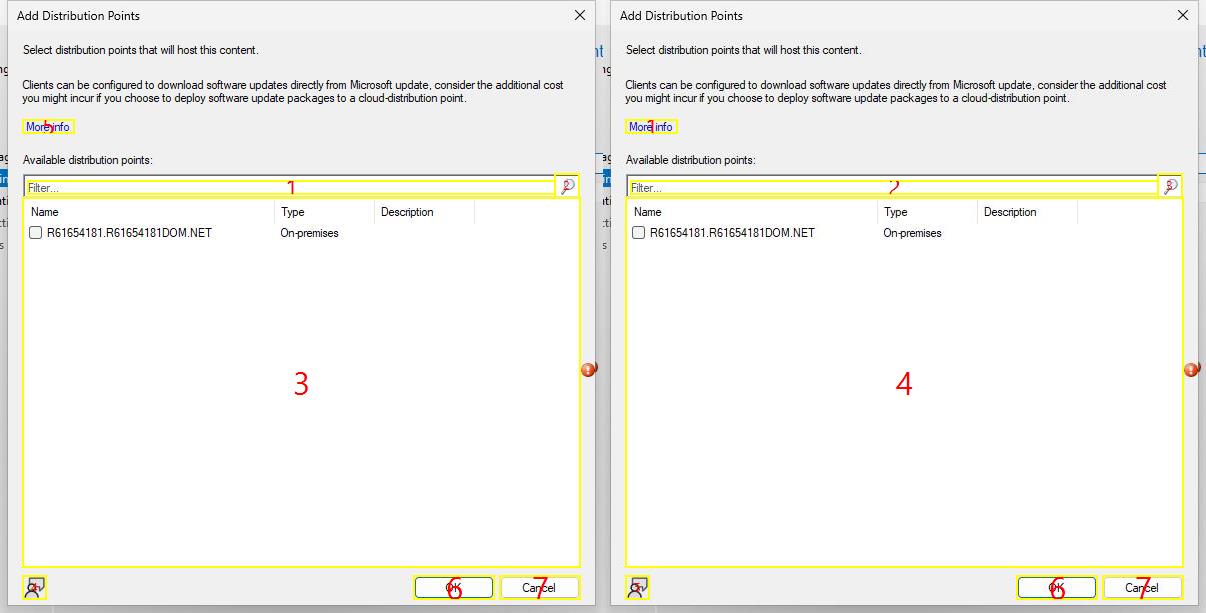 Add Distribution Points
Select distribution points that will host this content.
Clients can be configured to download software updates directly from Microsoft update, consider the additional cost
you might incur if you choose to deploy software update packages to a cloud-distribution point.
More info
5
Available distribution points:
Filter...
1
2
Name Type Description
R61654181.R61654181DOM.NET On-premises
3
4
OK
6
Cancel
7
Add Distribution Points
Select distribution points that will host this content.
Clients can be configured to download software updates directly from Microsoft update, consider the additional cost
you might incur if you choose to deploy software update packages to a cloud-distribution point.
More info
1
Available distribution points:
Filter...
2
3
Name Type Description
R61654181.R61654181DOM.NET On-premises
4
5
OK
6
Cancel
7